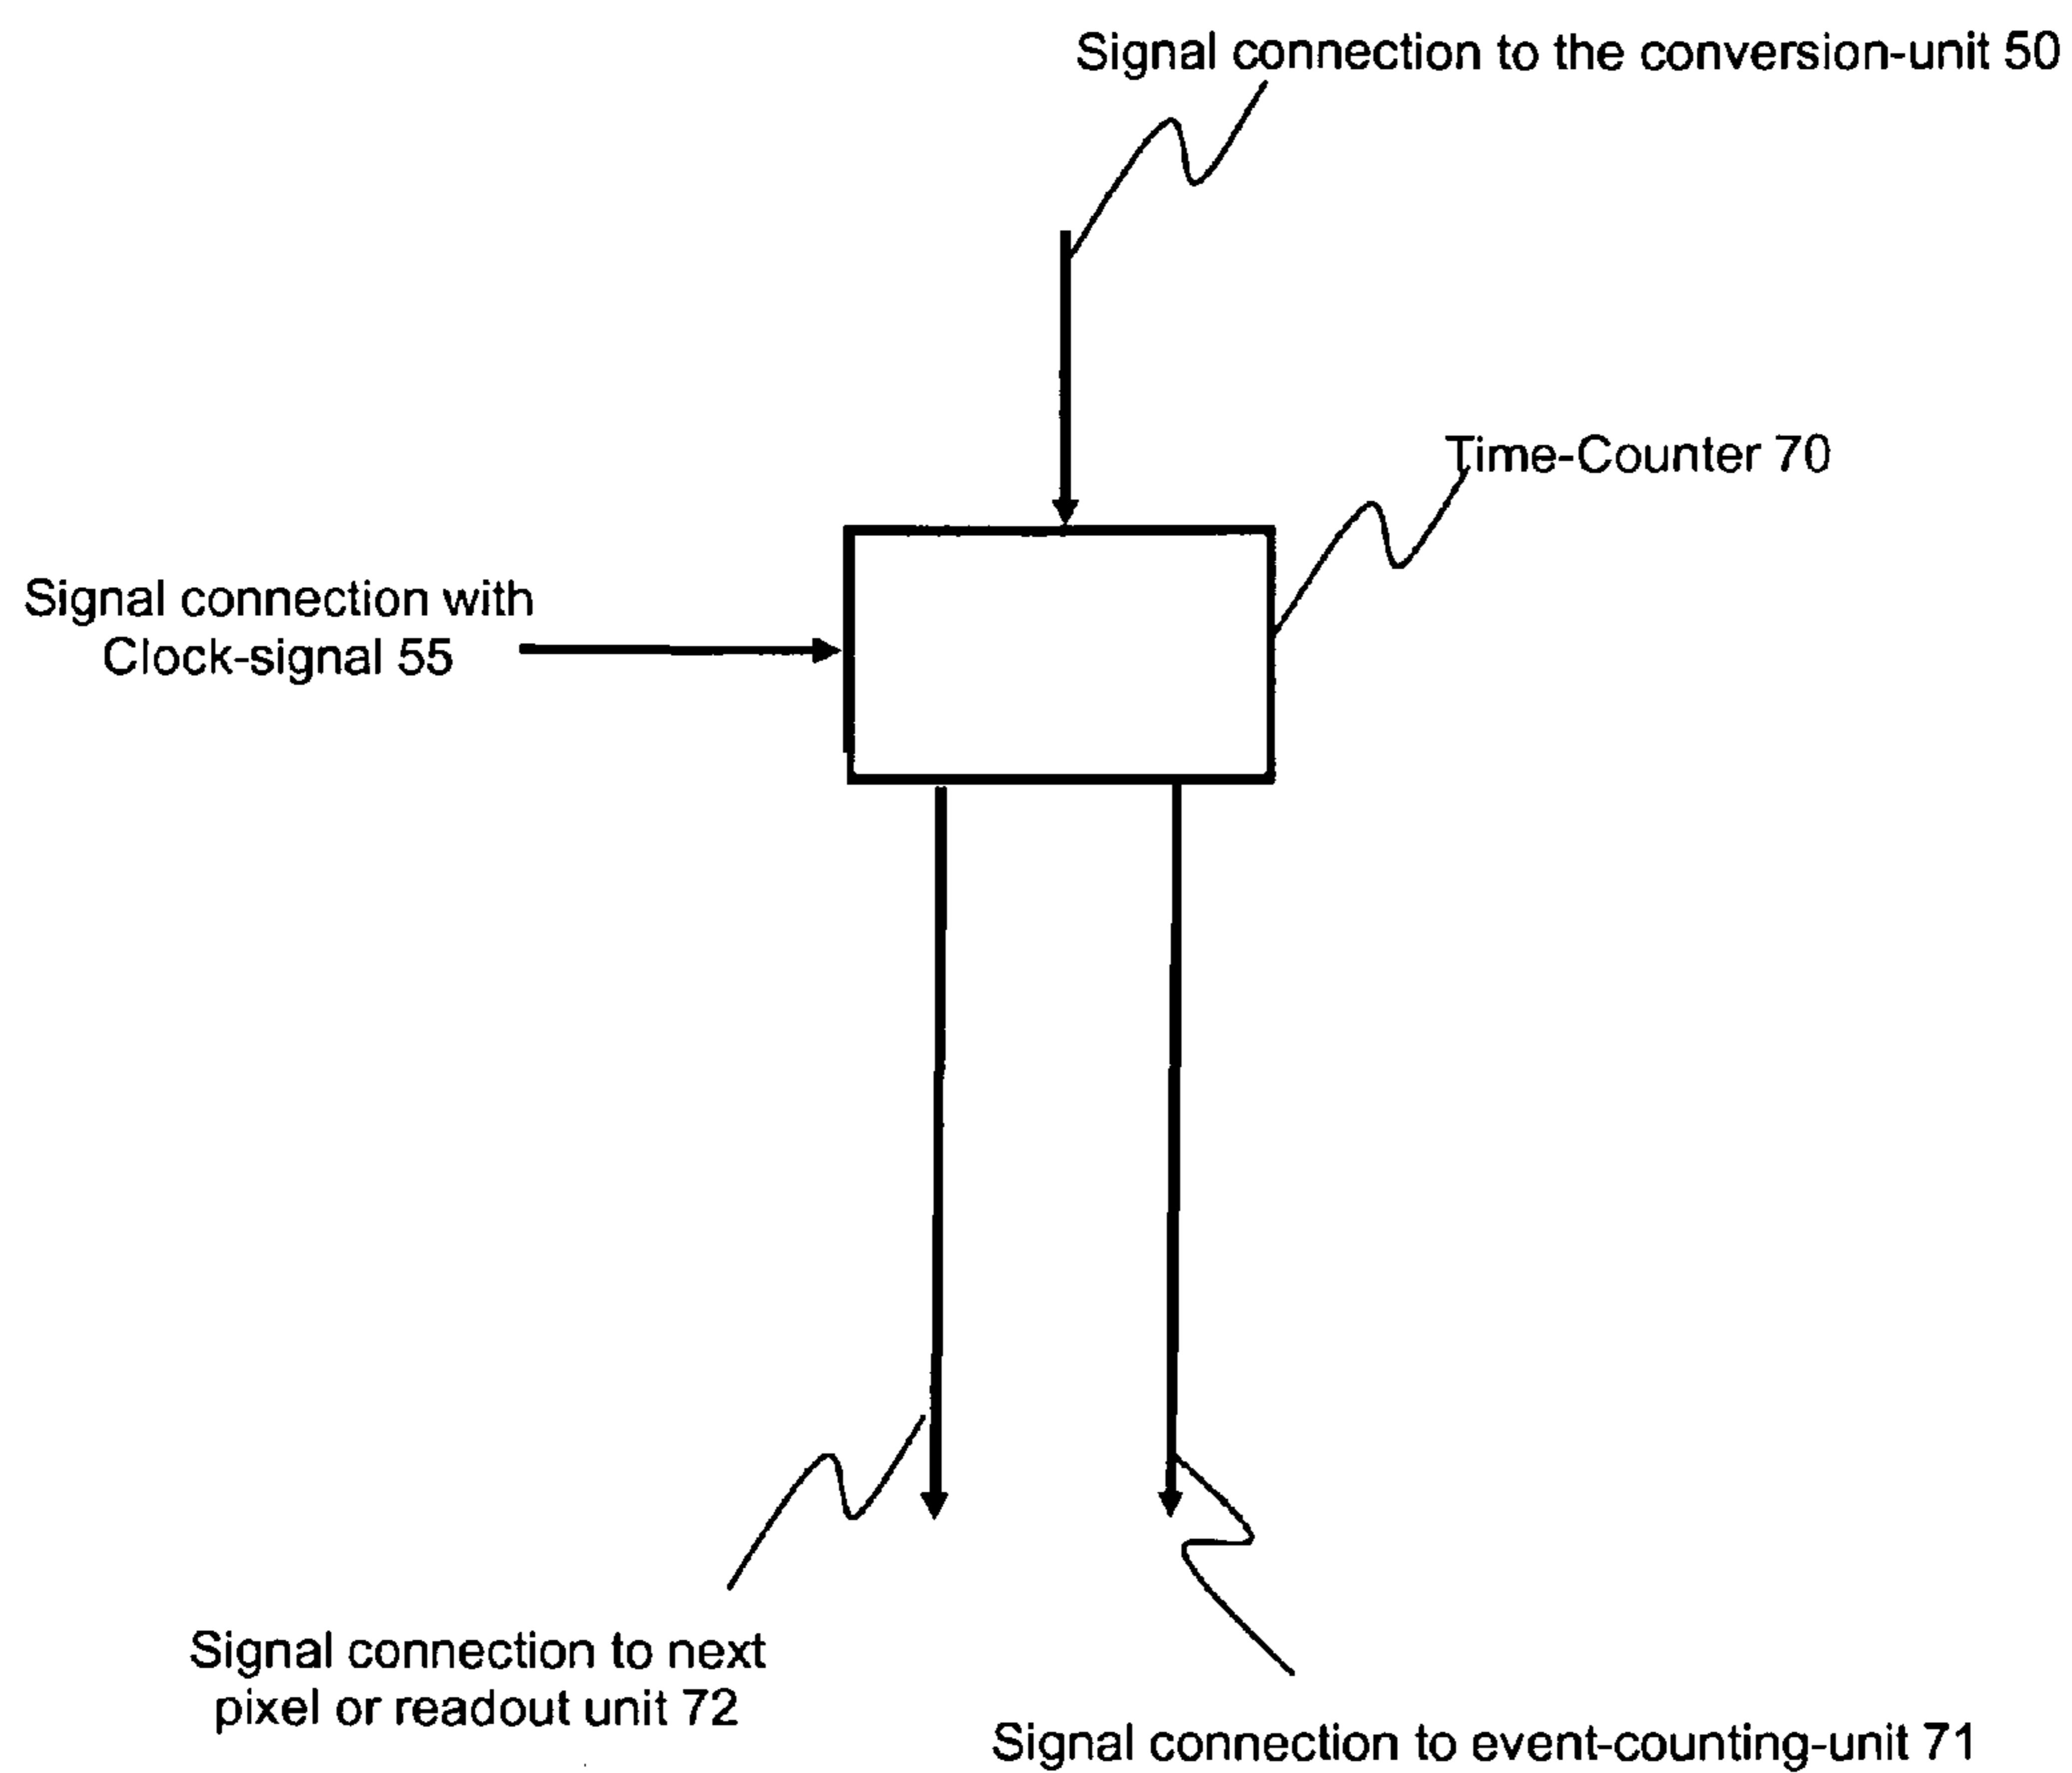 Signal connection to the conversion-unit 50
Time-Counter 70
Signal connection with
Clock-signal 55
Signal connection to next
pixel or readout unit 72
Signal connection to event-counting-unit 71